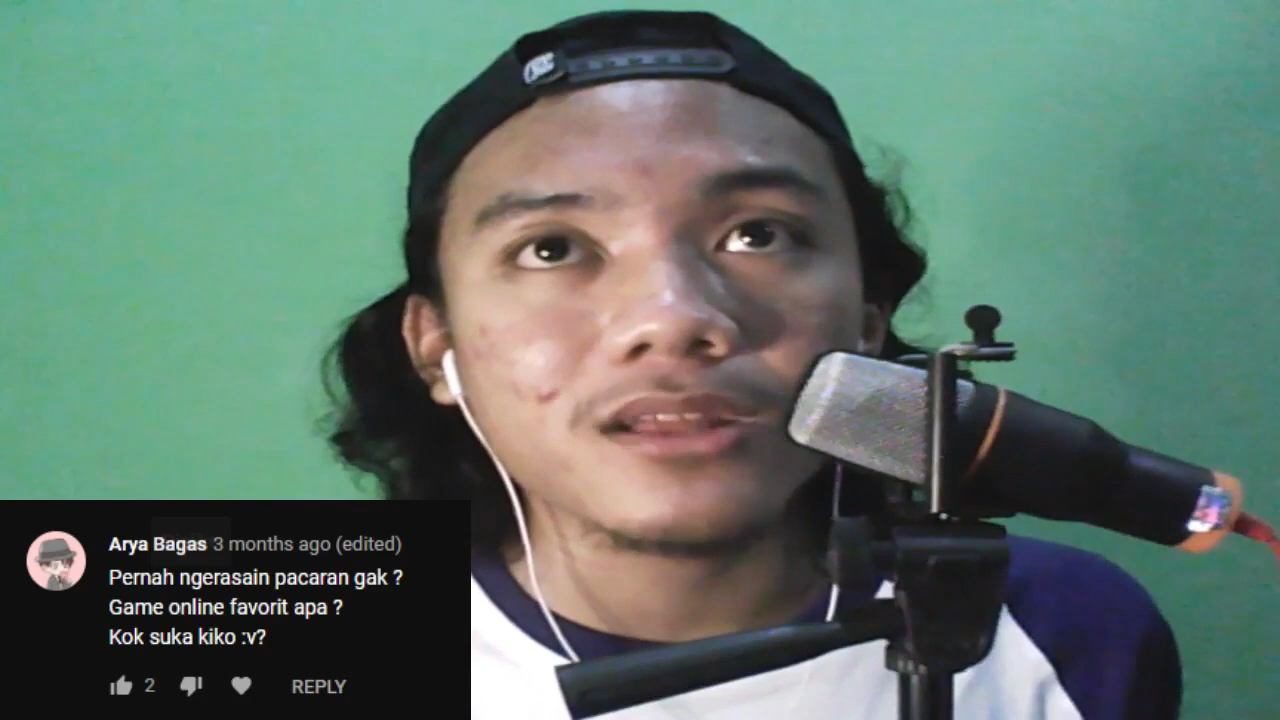 Arya Bagas 3 months ago (edited)
Pernah ngerasain pacaran gak ?
Game online favorit apa ?
Kok suka kiko :v?
2
REPLY